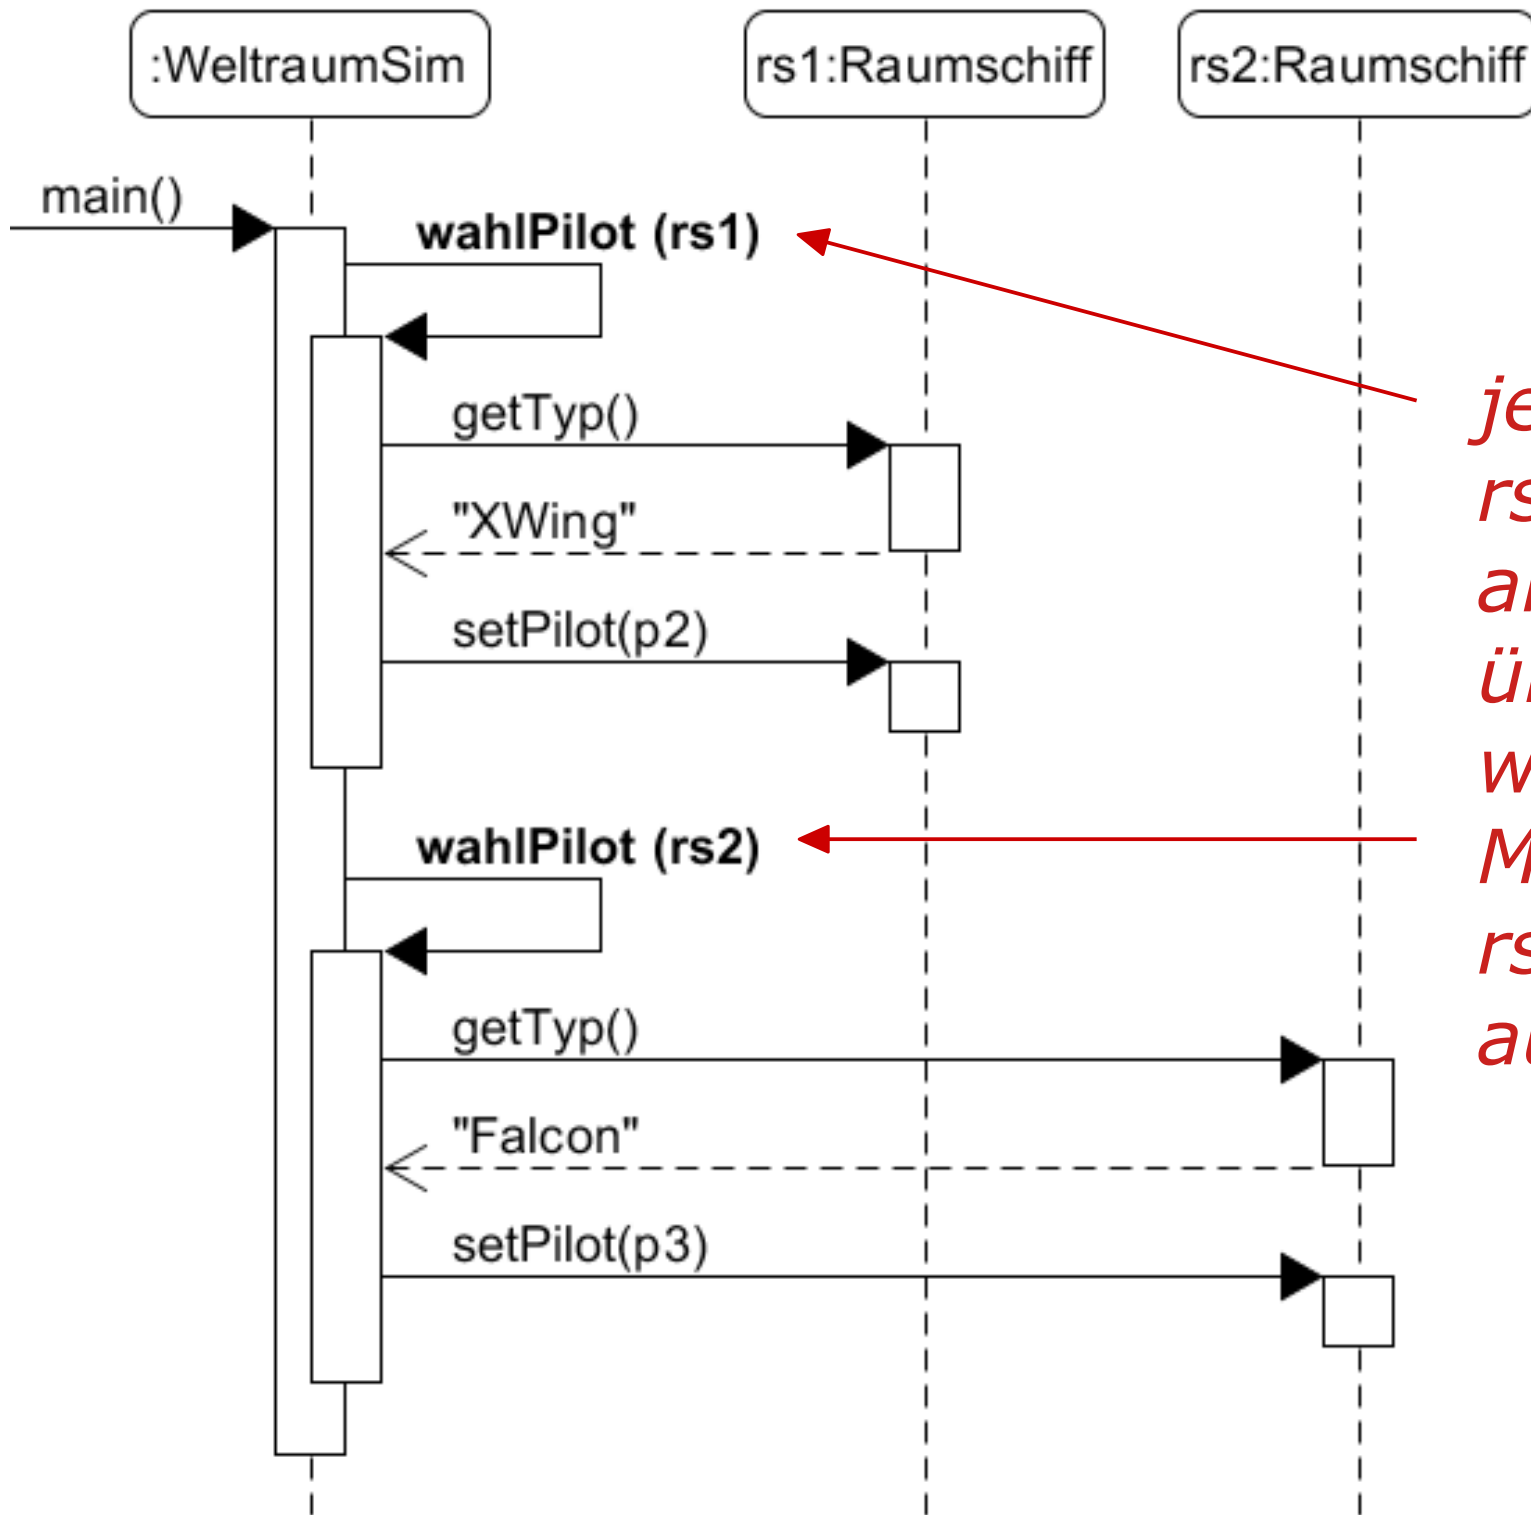 :WeltraumSim
rs1:Raumschiff
rs2:Raumschiff
main()
wahlPilot (rs1)
getTyp()
"XWing"
setPilot(p2)
wahlPilot (rs2)
getTyp()
"Falcon"
setPilot(p3)